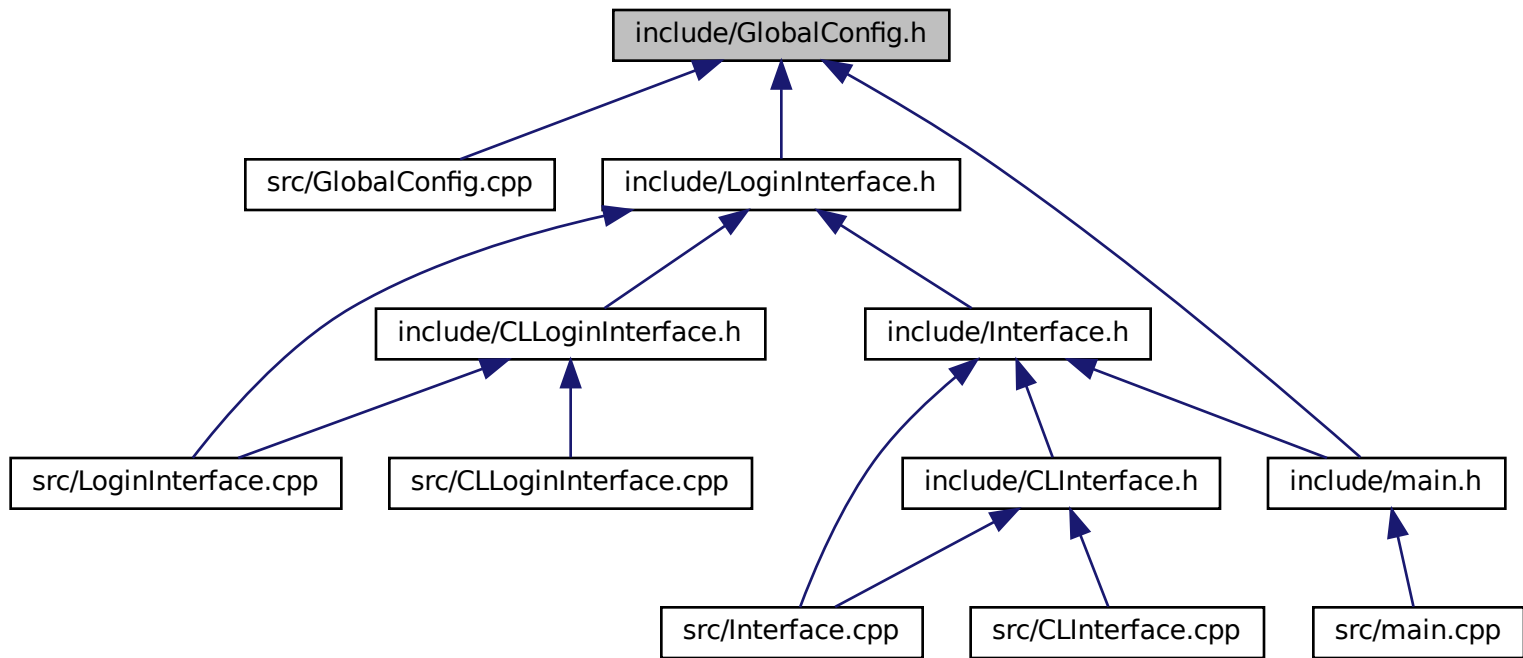 include/GlobalConfig.h
src/GlobalConfig.cpp
include/LoginInterface.h
include/CLLoginInterface.h
include/Interface.h
src/LoginInterface.cpp
src/CLLoginInterface.cpp
include/CLInterface.h
include/main.h
src/Interface.cpp
src/CLInterface.cpp
src/main.cpp